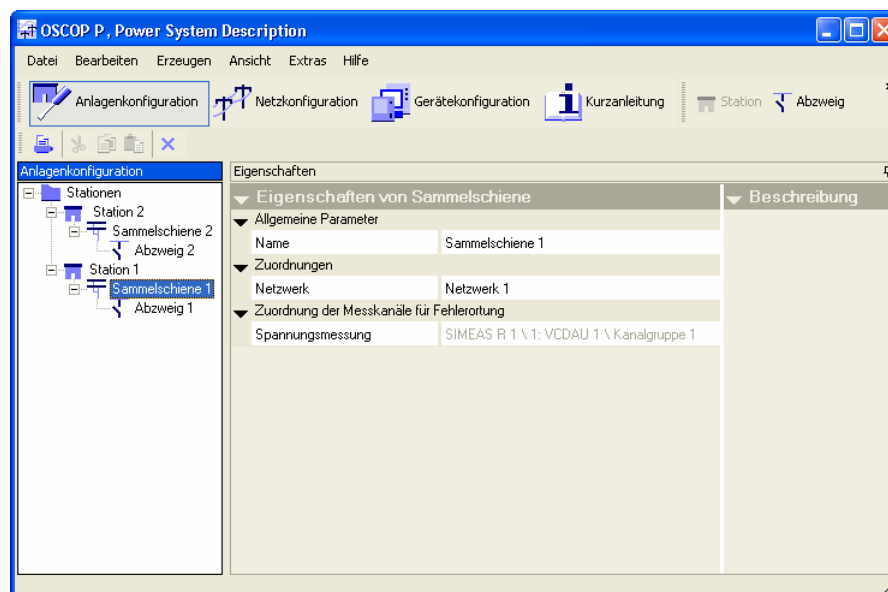 OSCOP P, Power System Description
Datei Bearbeiten Erzeugen Ansicht Extras Hilfe
Anlagenkonfiguration Netzkonfiguration Gerätekonfiguration Kurzanleitung Station Abzweig
Anlagenkonfiguration
Eigenschaften
Stationen
Station 2
Sammelschiene 2
Abzweig 2
Station 1
Sammelschiene 1
Abzweig 1
Eigenschaften von Sammelschiene
Beschreibung
Allgemeine Parameter
Name Sammelschiene 1
Zuordnungen
Netzwerk Netzwerk 1
Zuordnung der Messkanäle für Fehlerortung
Spannungsmessung SIMEAS R 1 \ 1: VCDAU 1 \ Kanalgruppe 1